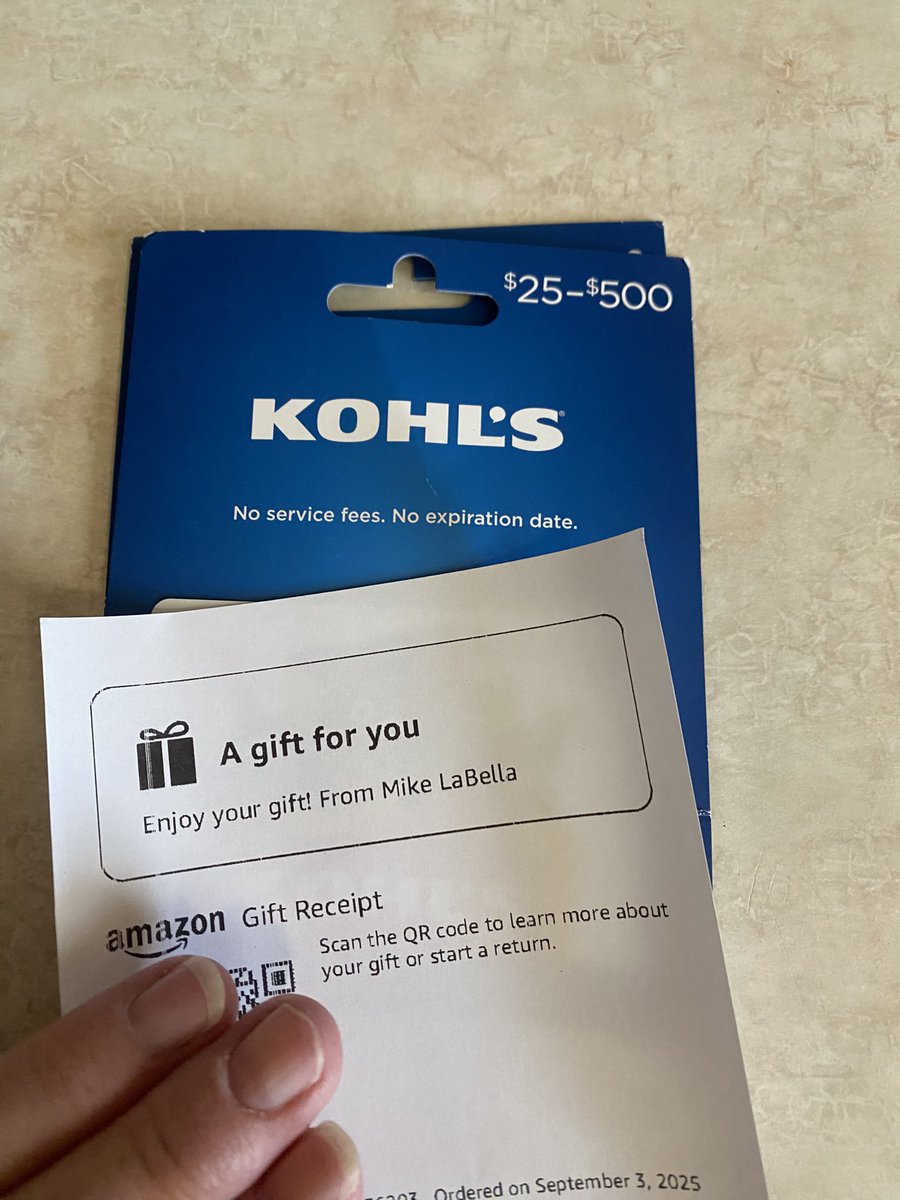 $25–$500
KOHL'S®
No service fees. No expiration date.
A gift for you
Enjoy your gift! From Mike LaBella
amazon Gift Receipt
Scan the QR code to learn more about
your gift or start a return.
Ordered on September 3, 2025